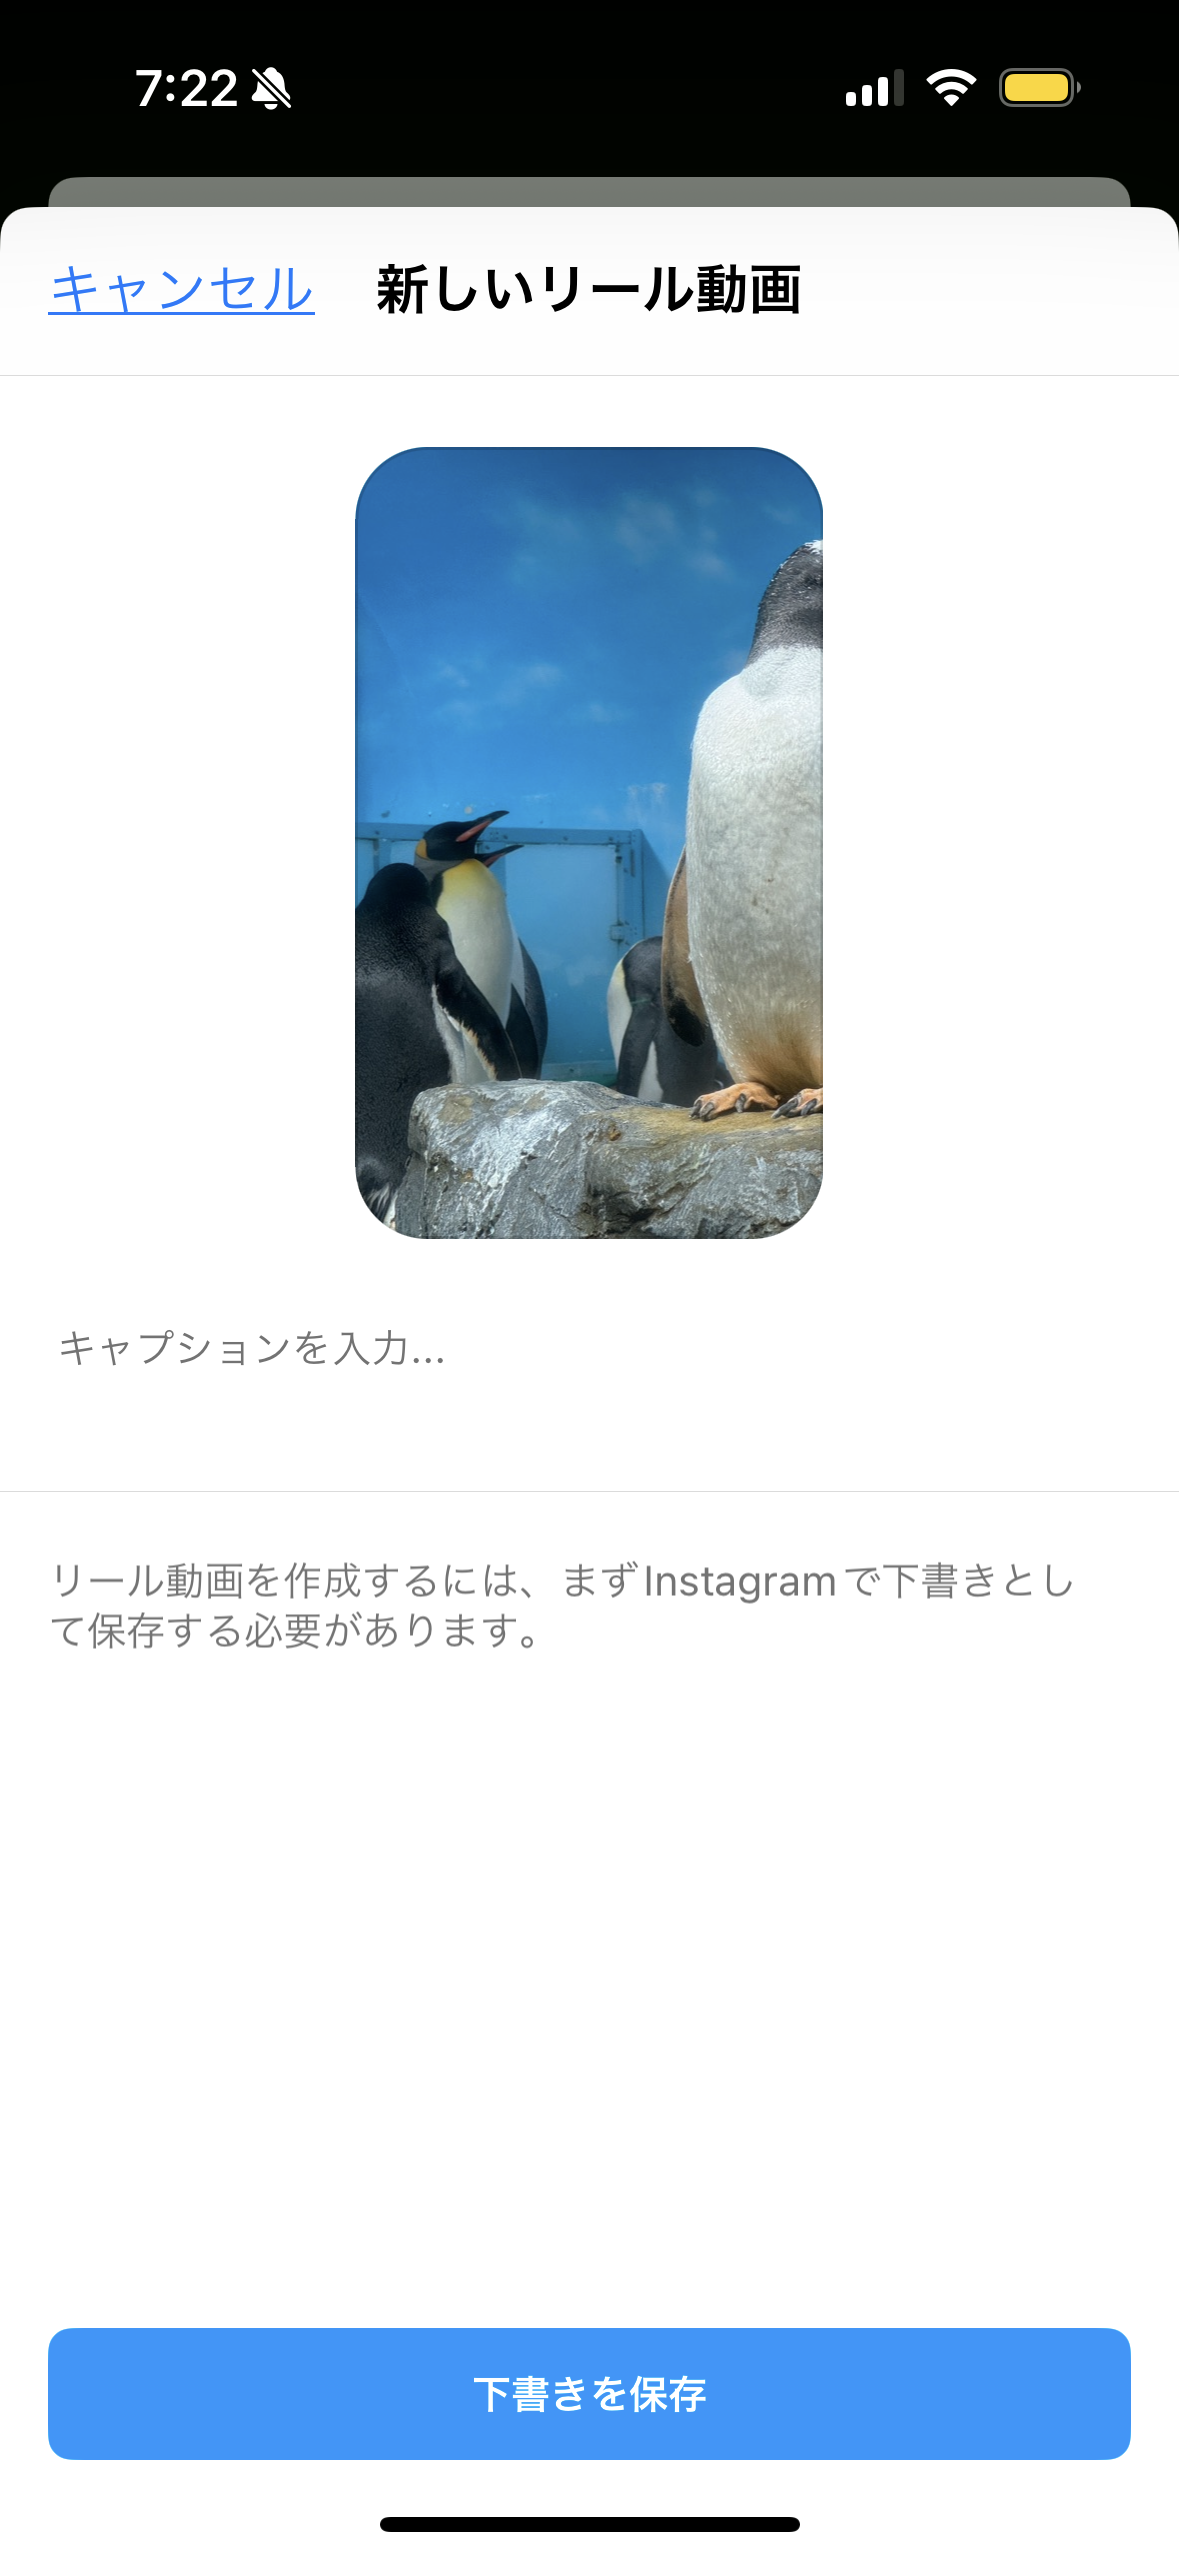 7:22
キャンセル 新しいリール動画
キャプションを入力...
リール動画を作成するには、まずInstagramで下書きとし
て保存する必要があります。
下書きを保存